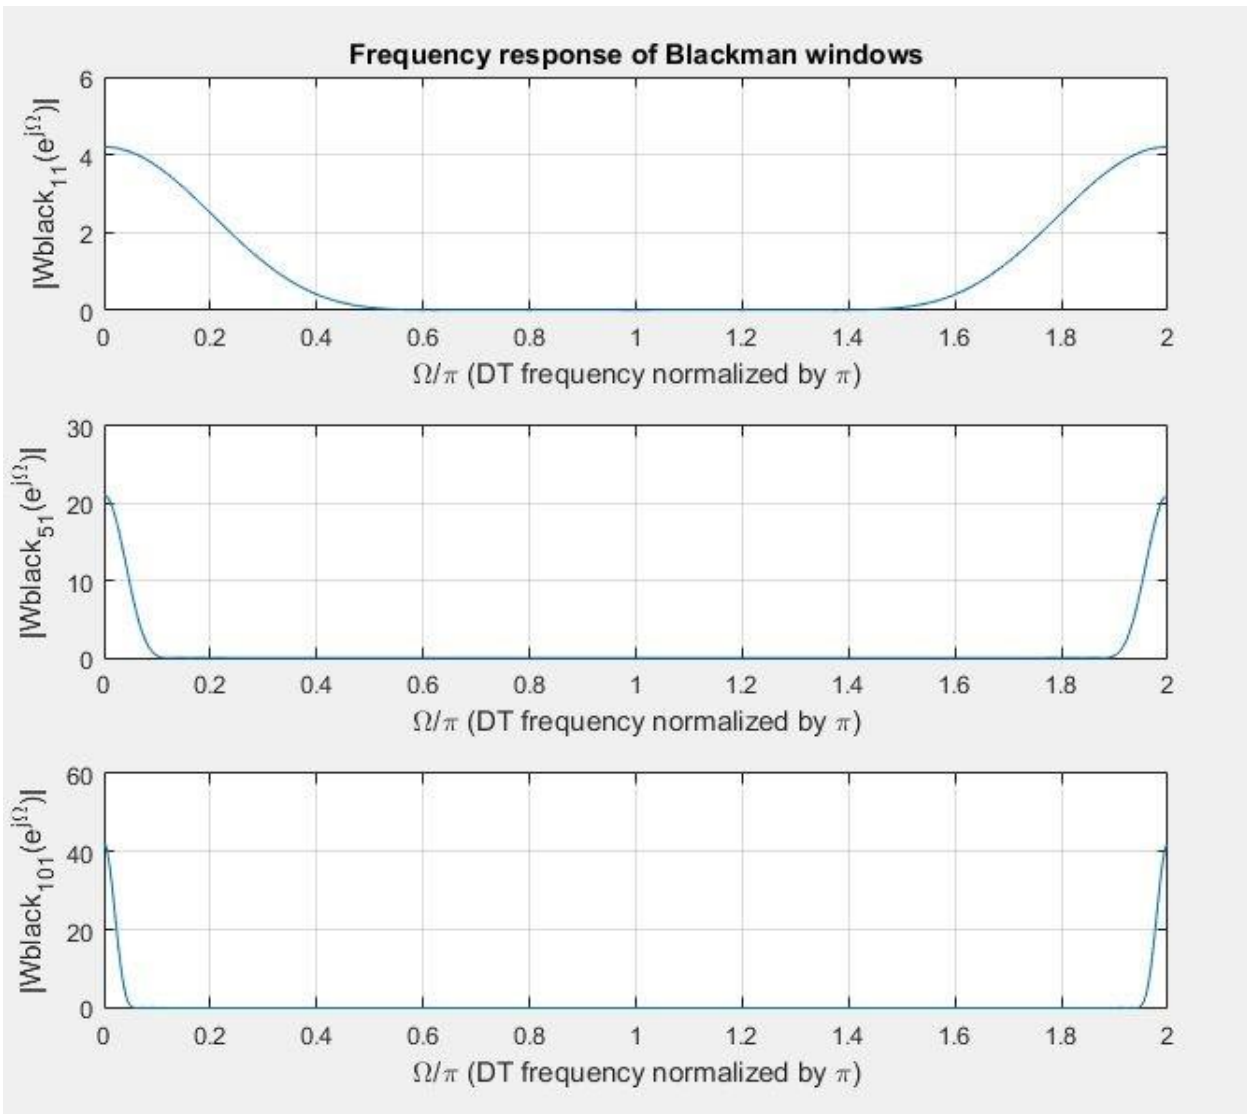 Frequency response of Blackman windows
|Wblack₁₁(e^jΩ)|
6
4
2
0
0 0.2 0.4 0.6 0.8 1 1.2 1.4 1.6 1.8 2
Ω/π (DT frequency normalized by π)
|Wblack₅₁(e^jΩ)|
30
20
10
0
0 0.2 0.4 0.6 0.8 1 1.2 1.4 1.6 1.8 2
Ω/π (DT frequency normalized by π)
|Wblack₁₀₁(e^jΩ)|
60
40
20
0
0 0.2 0.4 0.6 0.8 1 1.2 1.4 1.6 1.8 2
Ω/π (DT frequency normalized by π)